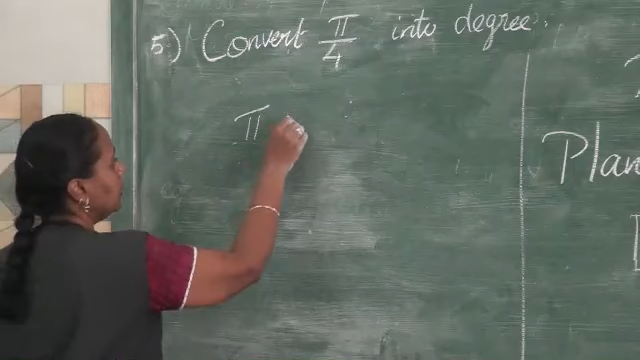 5) Convert π/4 into degree.
π
Plan